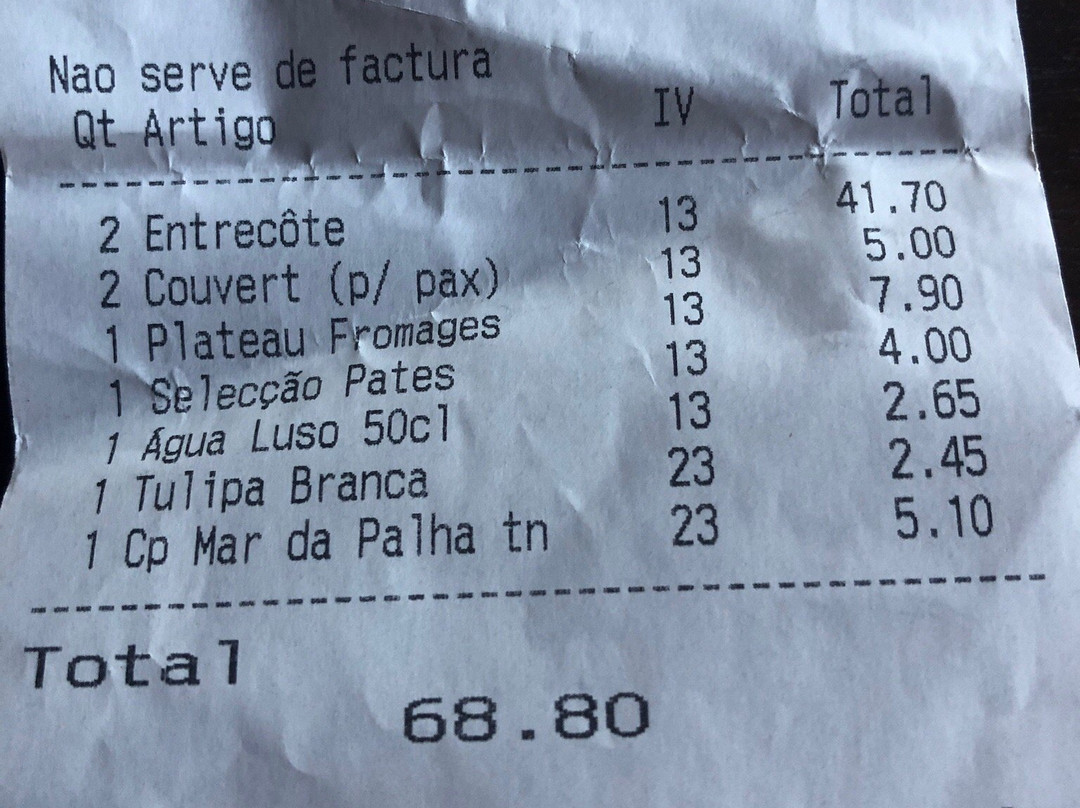 Nao serve de factura
Qt Artigo IV Total
2 Entrecôte 13 41.70
2 Couvert (p/ pax) 13 5.00
1 Plateau Fromages 13 7.90
1 Selecção Pates 13 4.00
1 Água Luso 50cl 13 2.65
1 Tulipa Branca 23 2.45
1 Cp Mar da Palha tn 23 5.10
Total
68.80